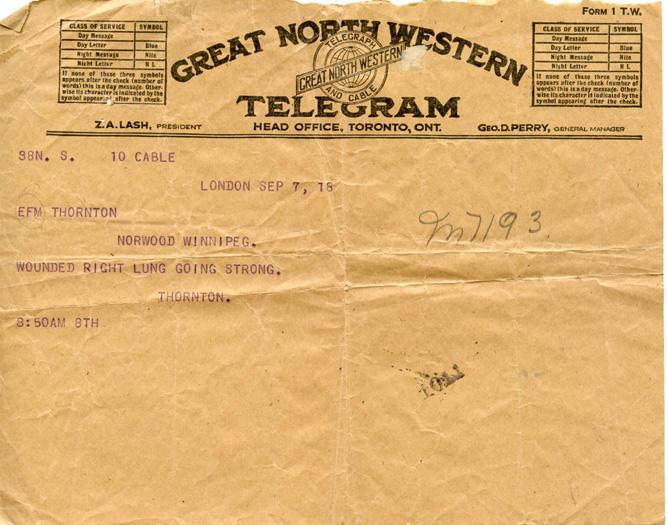 FORM 1 T.W.
CLASS OF SERVICE SYMBOL
Day Message
Day Letter Blue
Night Message Nite
Night Letter N L
If none of these three symbols
appears after the check (number of
words) this is a day message. Other-
wise its character is indicated by the
symbol appearing after the check.
GREAT NORTH WESTERN
TELEGRAPH
GREAT NORTH WESTERN
AND CABLE
TELEGRAM
CLASS OF SERVICE SYMBOL
Day Message
Day Letter Blue
Night Message Nite
Night Letter N L
If none of these three symbols
appears after the check (number of
words) this is a day message. Other-
wise its character is indicated by the
symbol appearing after the check.
Z.A. LASH, PRESIDENT HEAD OFFICE, TORONTO, ONT. GEO. D. PERRY, GENERAL MANAGER
38N. S. 10 CABLE
LONDON SEP 7, 18
EFM THORNTON
NORWOOD WINNIPEG.
WOUNDED RIGHT LUNG GOING STRONG.
THORNTON.
8:50AM 8TH